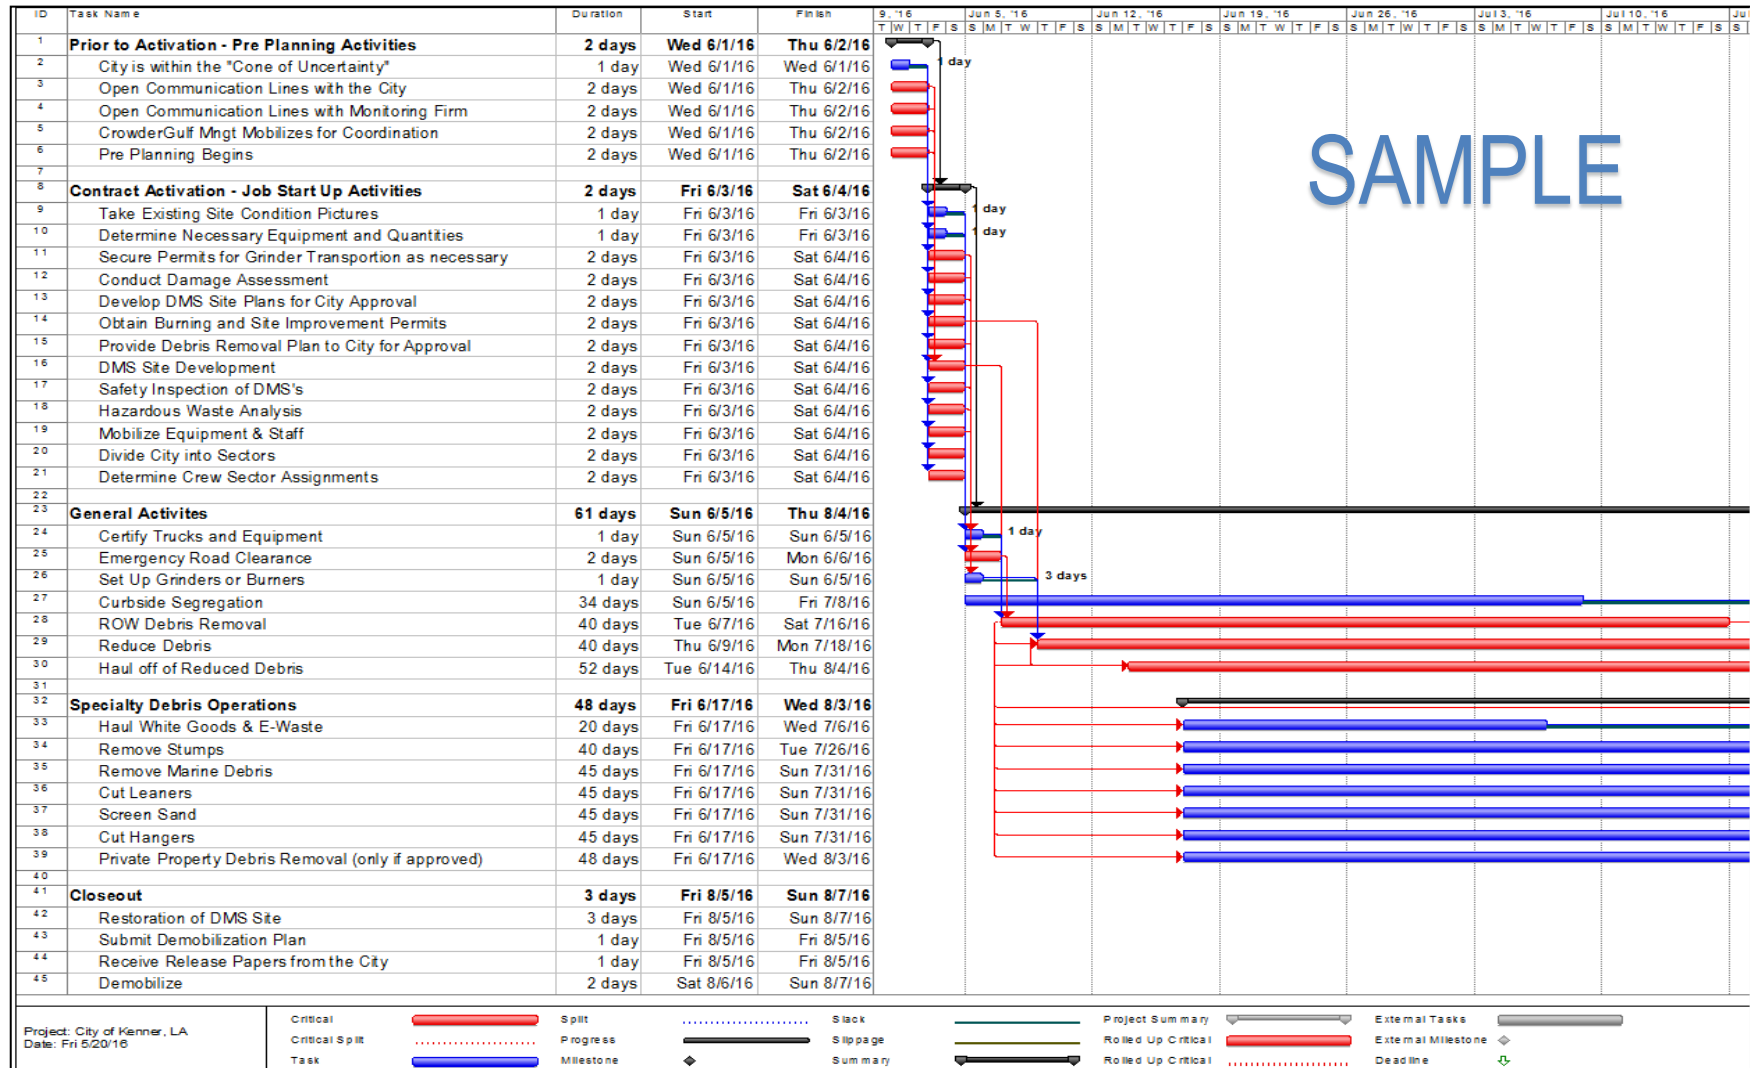 ID Task Name Duration Start Finish 9, '16 Jun 5, '16 Jun 12, '16 Jun 19, '16 Jun 26, '16 Jul 3, '16 Jul 10, '16 Jul
T W T F S S M T W T F S S M T W T F S S M T W T F S S M T W T F S S M T W T F S S M T W T F S S
1 Prior to Activation - Pre Planning Activities 2 days Wed 6/1/16 Thu 6/2/16
2 City is within the "Cone of Uncertainty" 1 day Wed 6/1/16 Wed 6/1/16 1 day
3 Open Communication Lines with the City 2 days Wed 6/1/16 Thu 6/2/16
4 Open Communication Lines with Monitoring Firm 2 days Wed 6/1/16 Thu 6/2/16
5 CrowderGulf Mngt Mobilizes for Coordination 2 days Wed 6/1/16 Thu 6/2/16
6 Pre Planning Begins 2 days Wed 6/1/16 Thu 6/2/16
SAMPLE
7
8 Contract Activation - Job Start Up Activities 2 days Fri 6/3/16 Sat 6/4/16
9 Take Existing Site Condition Pictures 1 day Fri 6/3/16 Fri 6/3/16 1 day
10 Determine Necessary Equipment and Quantities 1 day Fri 6/3/16 Fri 6/3/16 1 day
11 Secure Permits for Grinder Transportion as necessary 2 days Fri 6/3/16 Sat 6/4/16
12 Conduct Damage Assessment 2 days Fri 6/3/16 Sat 6/4/16
13 Develop DMS Site Plans for City Approval 2 days Fri 6/3/16 Sat 6/4/16
14 Obtain Burning and Site Improvement Permits 2 days Fri 6/3/16 Sat 6/4/16
15 Provide Debris Removal Plan to City for Approval 2 days Fri 6/3/16 Sat 6/4/16
16 DMS Site Development 2 days Fri 6/3/16 Sat 6/4/16
17 Safety Inspection of DMS's 2 days Fri 6/3/16 Sat 6/4/16
18 Hazardous Waste Analysis 2 days Fri 6/3/16 Sat 6/4/16
19 Mobilize Equipment & Staff 2 days Fri 6/3/16 Sat 6/4/16
20 Divide City into Sectors 2 days Fri 6/3/16 Sat 6/4/16
21 Determine Crew Sector Assignments 2 days Fri 6/3/16 Sat 6/4/16
22
23 General Activites 61 days Sun 6/5/16 Thu 8/4/16
24 Certify Trucks and Equipment 1 day Sun 6/5/16 Sun 6/5/16 1 day
25 Emergency Road Clearance 2 days Sun 6/5/16 Mon 6/6/16
26 Set Up Grinders or Burners 1 day Sun 6/5/16 Sun 6/5/16 3 days
27 Curbside Segregation 34 days Sun 6/5/16 Fri 7/8/16
28 ROW Debris Removal 40 days Tue 6/7/16 Sat 7/16/16
29 Reduce Debris 40 days Thu 6/9/16 Mon 7/18/16
30 Haul off of Reduced Debris 52 days Tue 6/14/16 Thu 8/4/16
31
32 Specialty Debris Operations 48 days Fri 6/17/16 Wed 8/3/16
33 Haul White Goods & E-Waste 20 days Fri 6/17/16 Wed 7/6/16
34 Remove Stumps 40 days Fri 6/17/16 Tue 7/26/16
35 Remove Marine Debris 45 days Fri 6/17/16 Sun 7/31/16
36 Cut Leaners 45 days Fri 6/17/16 Sun 7/31/16
37 Screen Sand 45 days Fri 6/17/16 Sun 7/31/16
38 Cut Hangers 45 days Fri 6/17/16 Sun 7/31/16
39 Private Property Debris Removal (only if approved) 48 days Fri 6/17/16 Wed 8/3/16
40
41 Closeout 3 days Fri 8/5/16 Sun 8/7/16
42 Restoration of DMS Site 3 days Fri 8/5/16 Sun 8/7/16
43 Submit Demobilization Plan 1 day Fri 8/5/16 Fri 8/5/16
44 Receive Release Papers from the City 1 day Fri 8/5/16 Fri 8/5/16
45 Demobilize 2 days Sat 8/6/16 Sun 8/7/16
Project: City of Kenner, LA
Date: Fri 5/20/16
Critical Split Slack Project Summary External Tasks
Critical Split Progress Slippage Rolled Up Critical External Milestone
Task Milestone Summary Rolled Up Critical Deadline